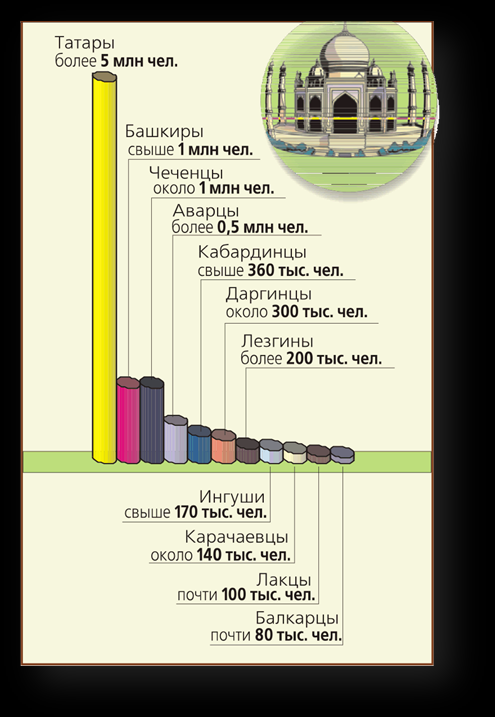 Татары
более 5 млн чел.
Башкиры
свыше 1 млн чел.
Чеченцы
около 1 млн чел.
Аварцы
более 0,5 млн чел.
Кабардинцы
свыше 360 тыс. чел.
Даргинцы
около 300 тыс. чел.
Лезгины
более 200 тыс. чел.
Ингуши
свыше 170 тыс. чел.
Карачаевцы
около 140 тыс. чел.
Лакцы
почти 100 тыс. чел.
Балкарцы
почти 80 тыс. чел.